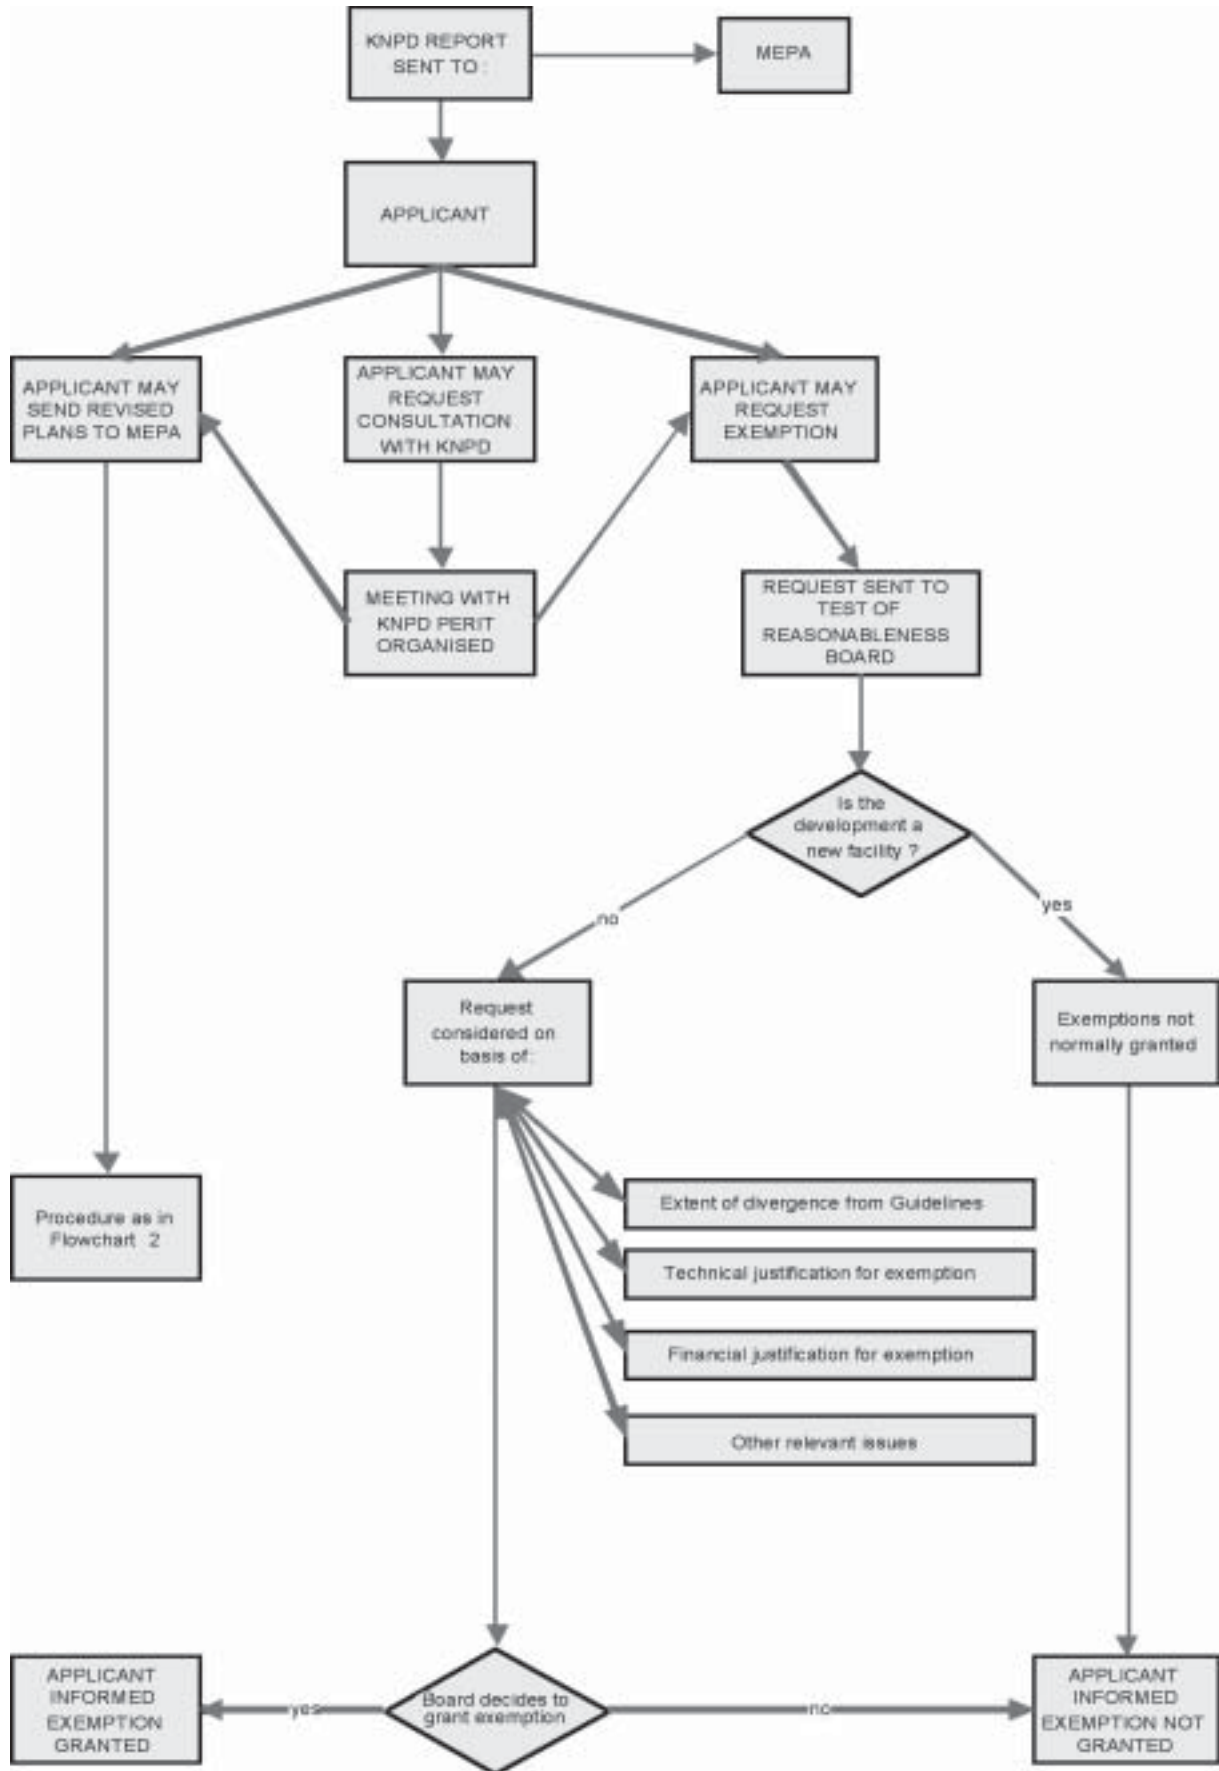 KNPD REPORT
SENT TO :
MEPA
APPLICANT
APPLICANT MAY
SEND REVISED
PLANS TO MEPA
APPLICANT MAY
REQUEST
CONSULTATION
WITH KNPD
APPLICANT MAY
REQUEST
EXEMPTION
MEETING WITH
KNPD PERIT
ORGANISED
REQUEST SENT TO
TEST OF
REASONABLENESS
BOARD
Is the
development a
new facility ?
no
yes
Request
considered on
basis of :
Exemptions not
normally granted
Extent of divergence from Guidelines
Technical justification for exemption
Financial justification for exemption
Other relevant issues
Procedure as in
Flowchart 2
APPLICANT
INFORMED
EXEMPTION
GRANTED
yes
Board decides to
grant exemption
no
APPLICANT
INFORMED
EXEMPTION NOT
GRANTED